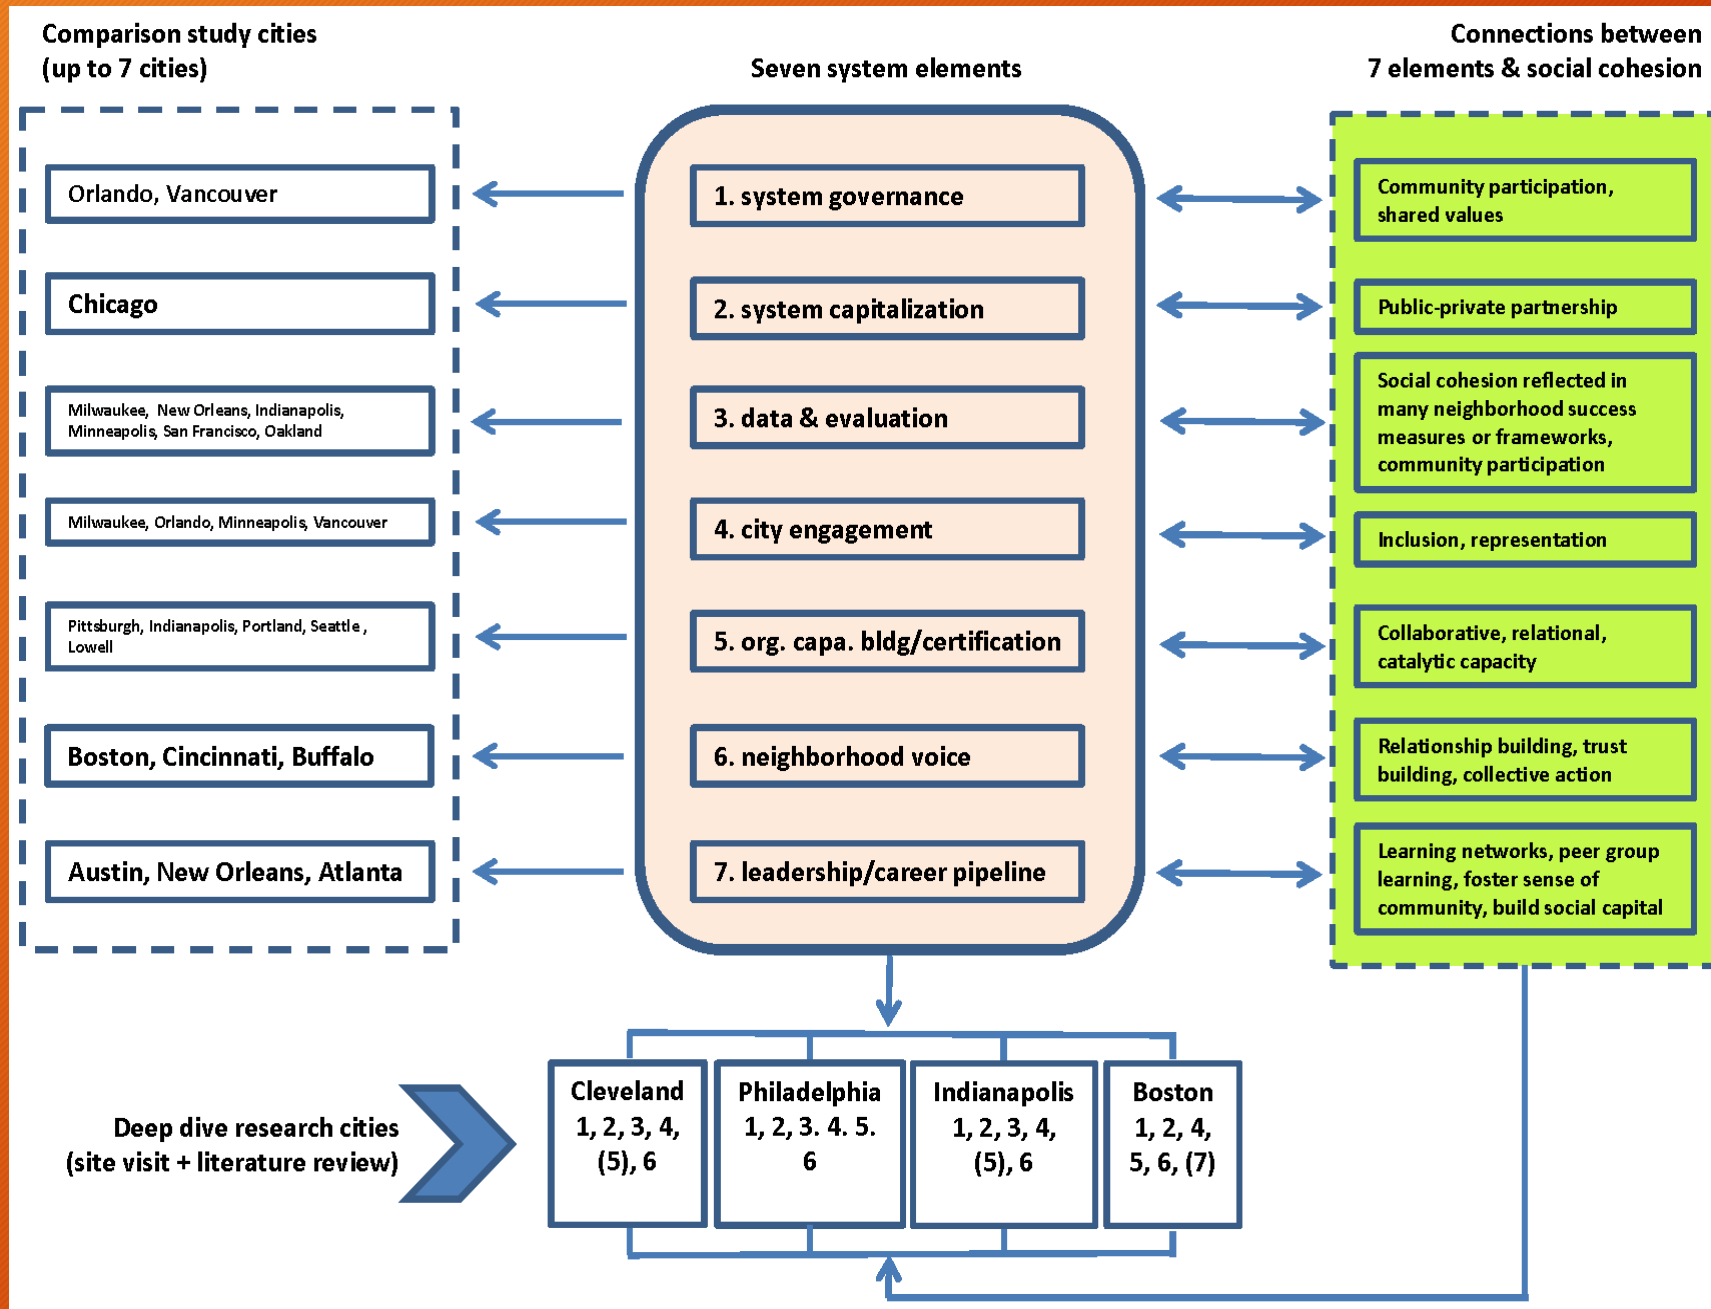 Comparison study cities
(up to 7 cities)
Seven system elements
Connections between
7 elements & social cohesion
Orlando, Vancouver
1. system governance
Community participation,
shared values
Chicago
2. system capitalization
Public-private partnership
Milwaukee, New Orleans, Indianapolis,
Minneapolis, San Francisco, Oakland
3. data & evaluation
Social cohesion reflected in
many neighborhood success
measures or frameworks,
community participation
Milwaukee, Orlando, Minneapolis, Vancouver
4. city engagement
Inclusion, representation
Pittsburgh, Indianapolis, Portland, Seattle ,
Lowell
5. org. capa. bldg/certification
Collaborative, relational,
catalytic capacity
Boston, Cincinnati, Buffalo
6. neighborhood voice
Relationship building, trust
building, collective action
Austin, New Orleans, Atlanta
7. leadership/career pipeline
Learning networks, peer group
learning, foster sense of
community, build social capital
Deep dive research cities
(site visit + literature review)
Cleveland
1, 2, 3, 4,
(5), 6
Philadelphia
1, 2, 3. 4. 5.
6
Indianapolis
1, 2, 3, 4,
(5), 6
Boston
1, 2, 4,
5, 6, (7)